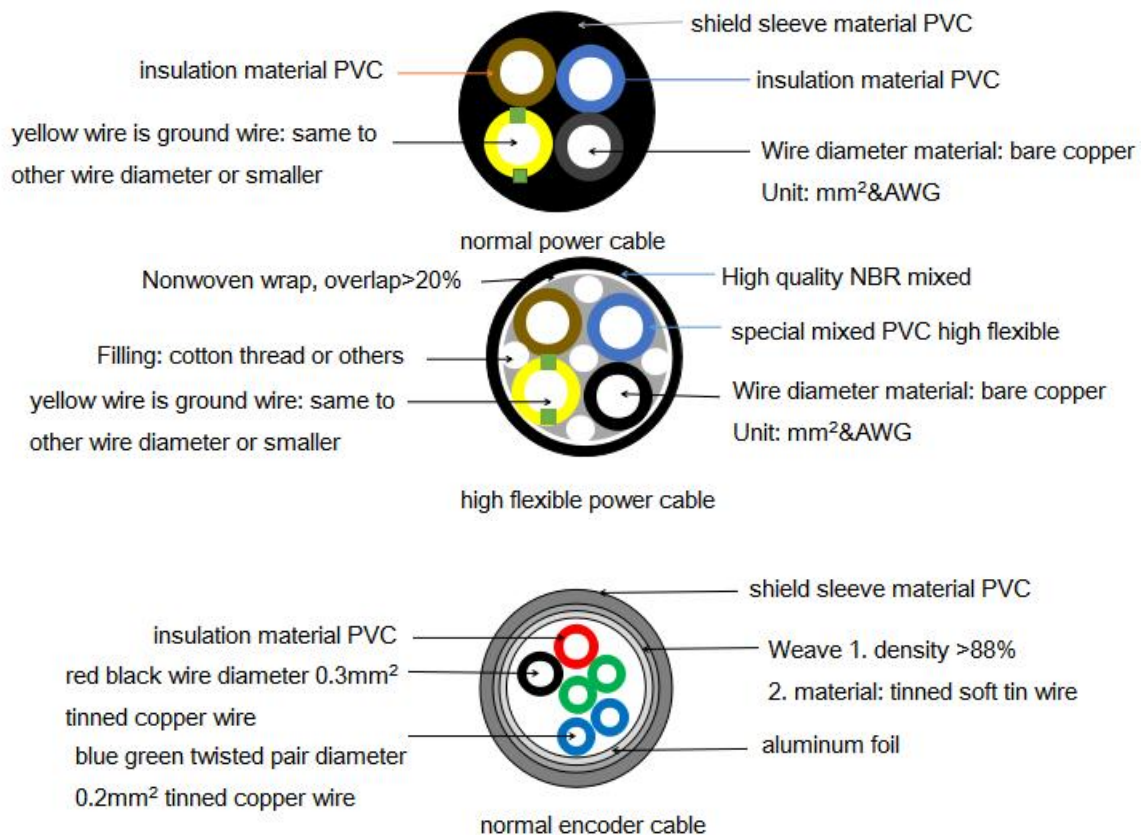 shield sleeve material PVC
insulation material PVC
insulation material PVC
yellow wire is ground wire: same to
other wire diameter or smaller
Wire diameter material: bare copper
Unit: mm²&AWG
normal power cable
Nonwoven wrap, overlap>20%
High quality NBR mixed
special mixed PVC high flexible
Filling: cotton thread or others
yellow wire is ground wire: same to
other wire diameter or smaller
Wire diameter material: bare copper
Unit: mm²&AWG
high flexible power cable
shield sleeve material PVC
insulation material PVC
red black wire diameter 0.3mm²
tinned copper wire
Weave 1. density >88%
2. material: tinned soft tin wire
blue green twisted pair diameter
0.2mm² tinned copper wire
aluminum foil
normal encoder cable